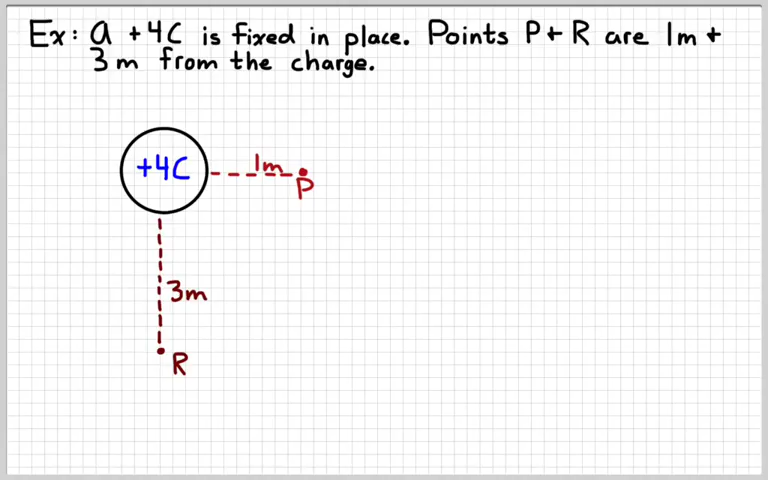 Ex: a +4C is fixed in place. Points P + R are 1m +
3m from the charge.
+4C
1m
P
3m
R